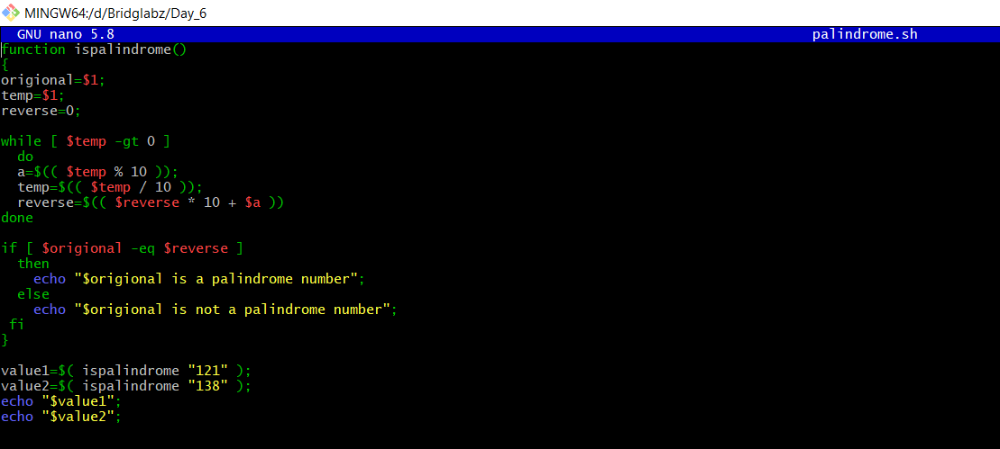 MINGW64:/d/Bridglabz/Day_6
GNU nano 5.8 palindrome.sh
function ispalindrome()
{
origional=$1;
temp=$1;
reverse=0;
while [ $temp -gt 0 ]
do
a=$(( $temp % 10 ));
temp=$(( $temp / 10 ));
reverse=$(( $reverse * 10 + $a ))
done
if [ $origional -eq $reverse ]
then
echo "$origional is a palindrome number";
else
echo "$origional is not a palindrome number";
fi
}
value1=$( ispalindrome "121" );
value2=$( ispalindrome "138" );
echo "$value1";
echo "$value2";